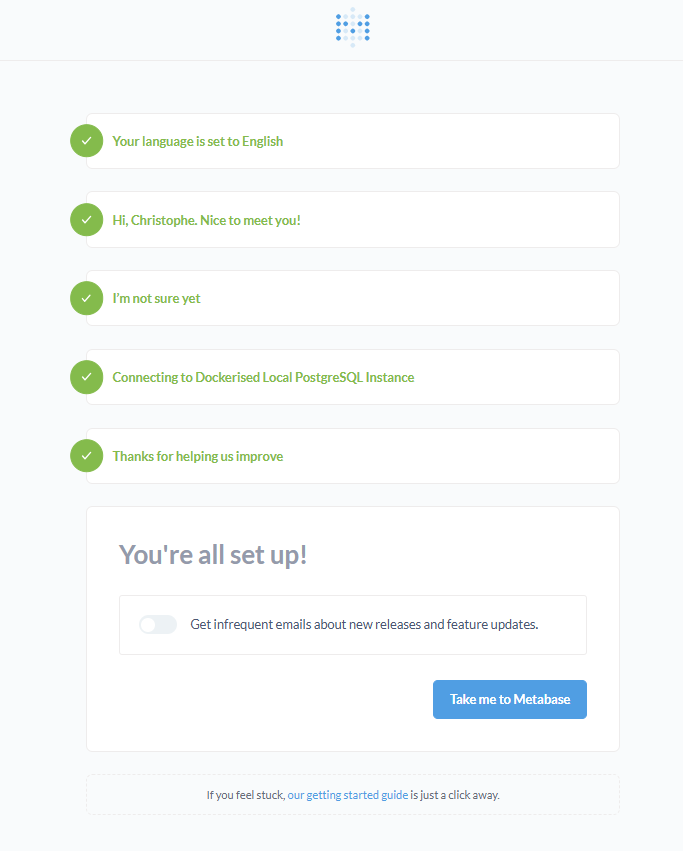 Your language is set to English
Hi, Christophe. Nice to meet you!
I'm not sure yet
Connecting to Dockerised Local PostgreSQL Instance
Thanks for helping us improve
You're all set up!
Get infrequent emails about new releases and feature updates.
Take me to Metabase
If you feel stuck, our getting started guide is just a click away.